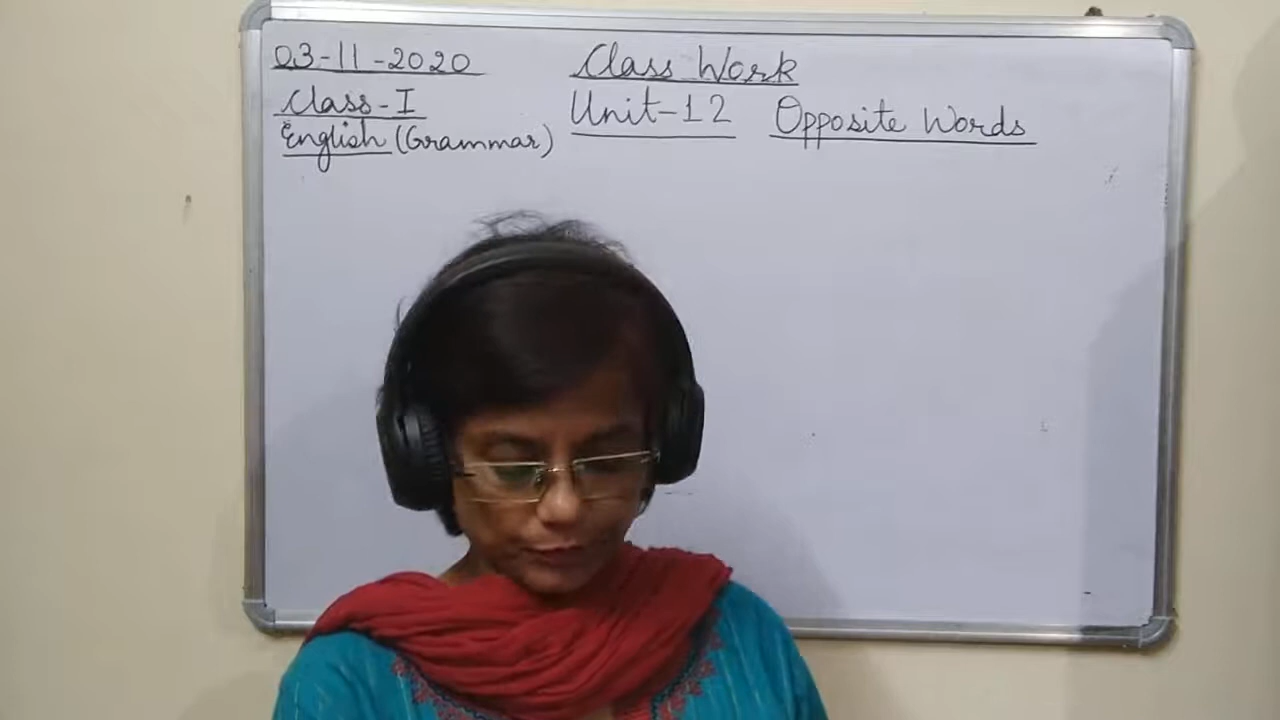 03-11-2020 Class Work
Class-I Unit-12 Opposite Words
English (Grammar)